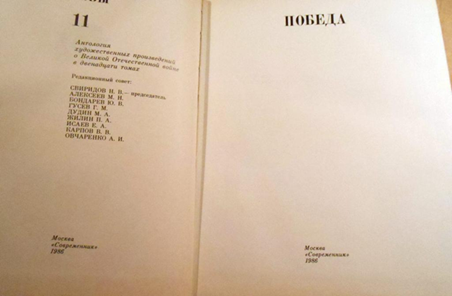 11
Антология
художественных произведений
о Великой Отечественной войне
в двенадцати томах
Редакционный совет:
СВИРИДОВ Н. В.— председатель
АЛЕКСЕЕВ М. Н.
БОНДАРЕВ Ю. В.
ГУСЕВ Г. М.
ДУДИН М. А.
ЖИЛИН П. А.
ИСАЕВ Е. А.
КАРПОВ В. В.
ОВЧАРЕНКО А. И.
Москва
«Современник»
1986
ПОБЕДА
Москва
«Современник»
1986